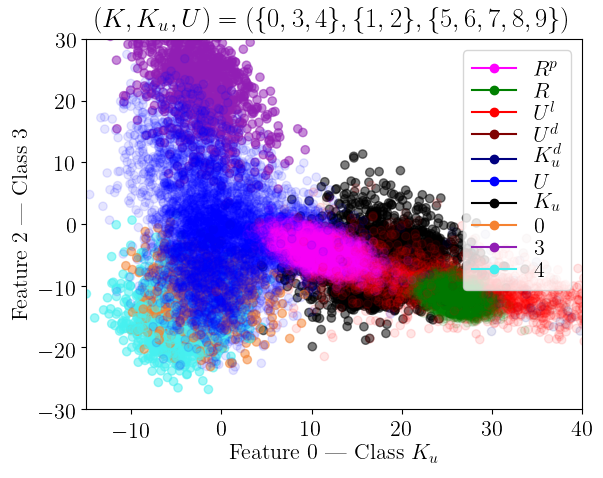 (K, K_u, U) = ({0, 3, 4}, {1, 2}, {5, 6, 7, 8, 9})
30
20
10
0
−10
−20
−30
Feature 2 — Class 3
R^p
R
U^l
U^d
K_u^d
U
K_u
0
3
4
−10
0
10
20
30
40
Feature 0 — Class K_u